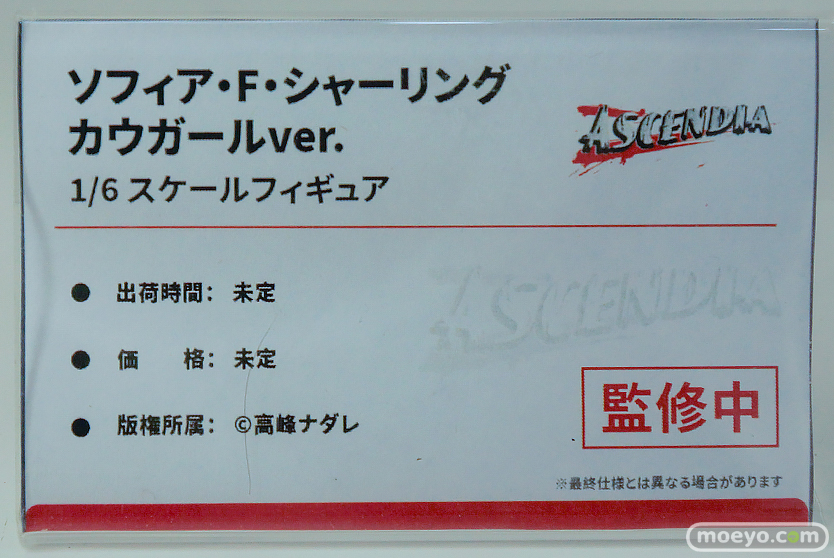 ソフィア・F・シャーリング
カウガールver.
1/6 スケールフィギュア
ASCENDIA
● 出荷時間： 未定
ASCENDIA
● 価　　格： 未定
● 版権所属： ©高峰ナダレ
監修中
※最終仕様とは異なる場合があります
moeyo.com